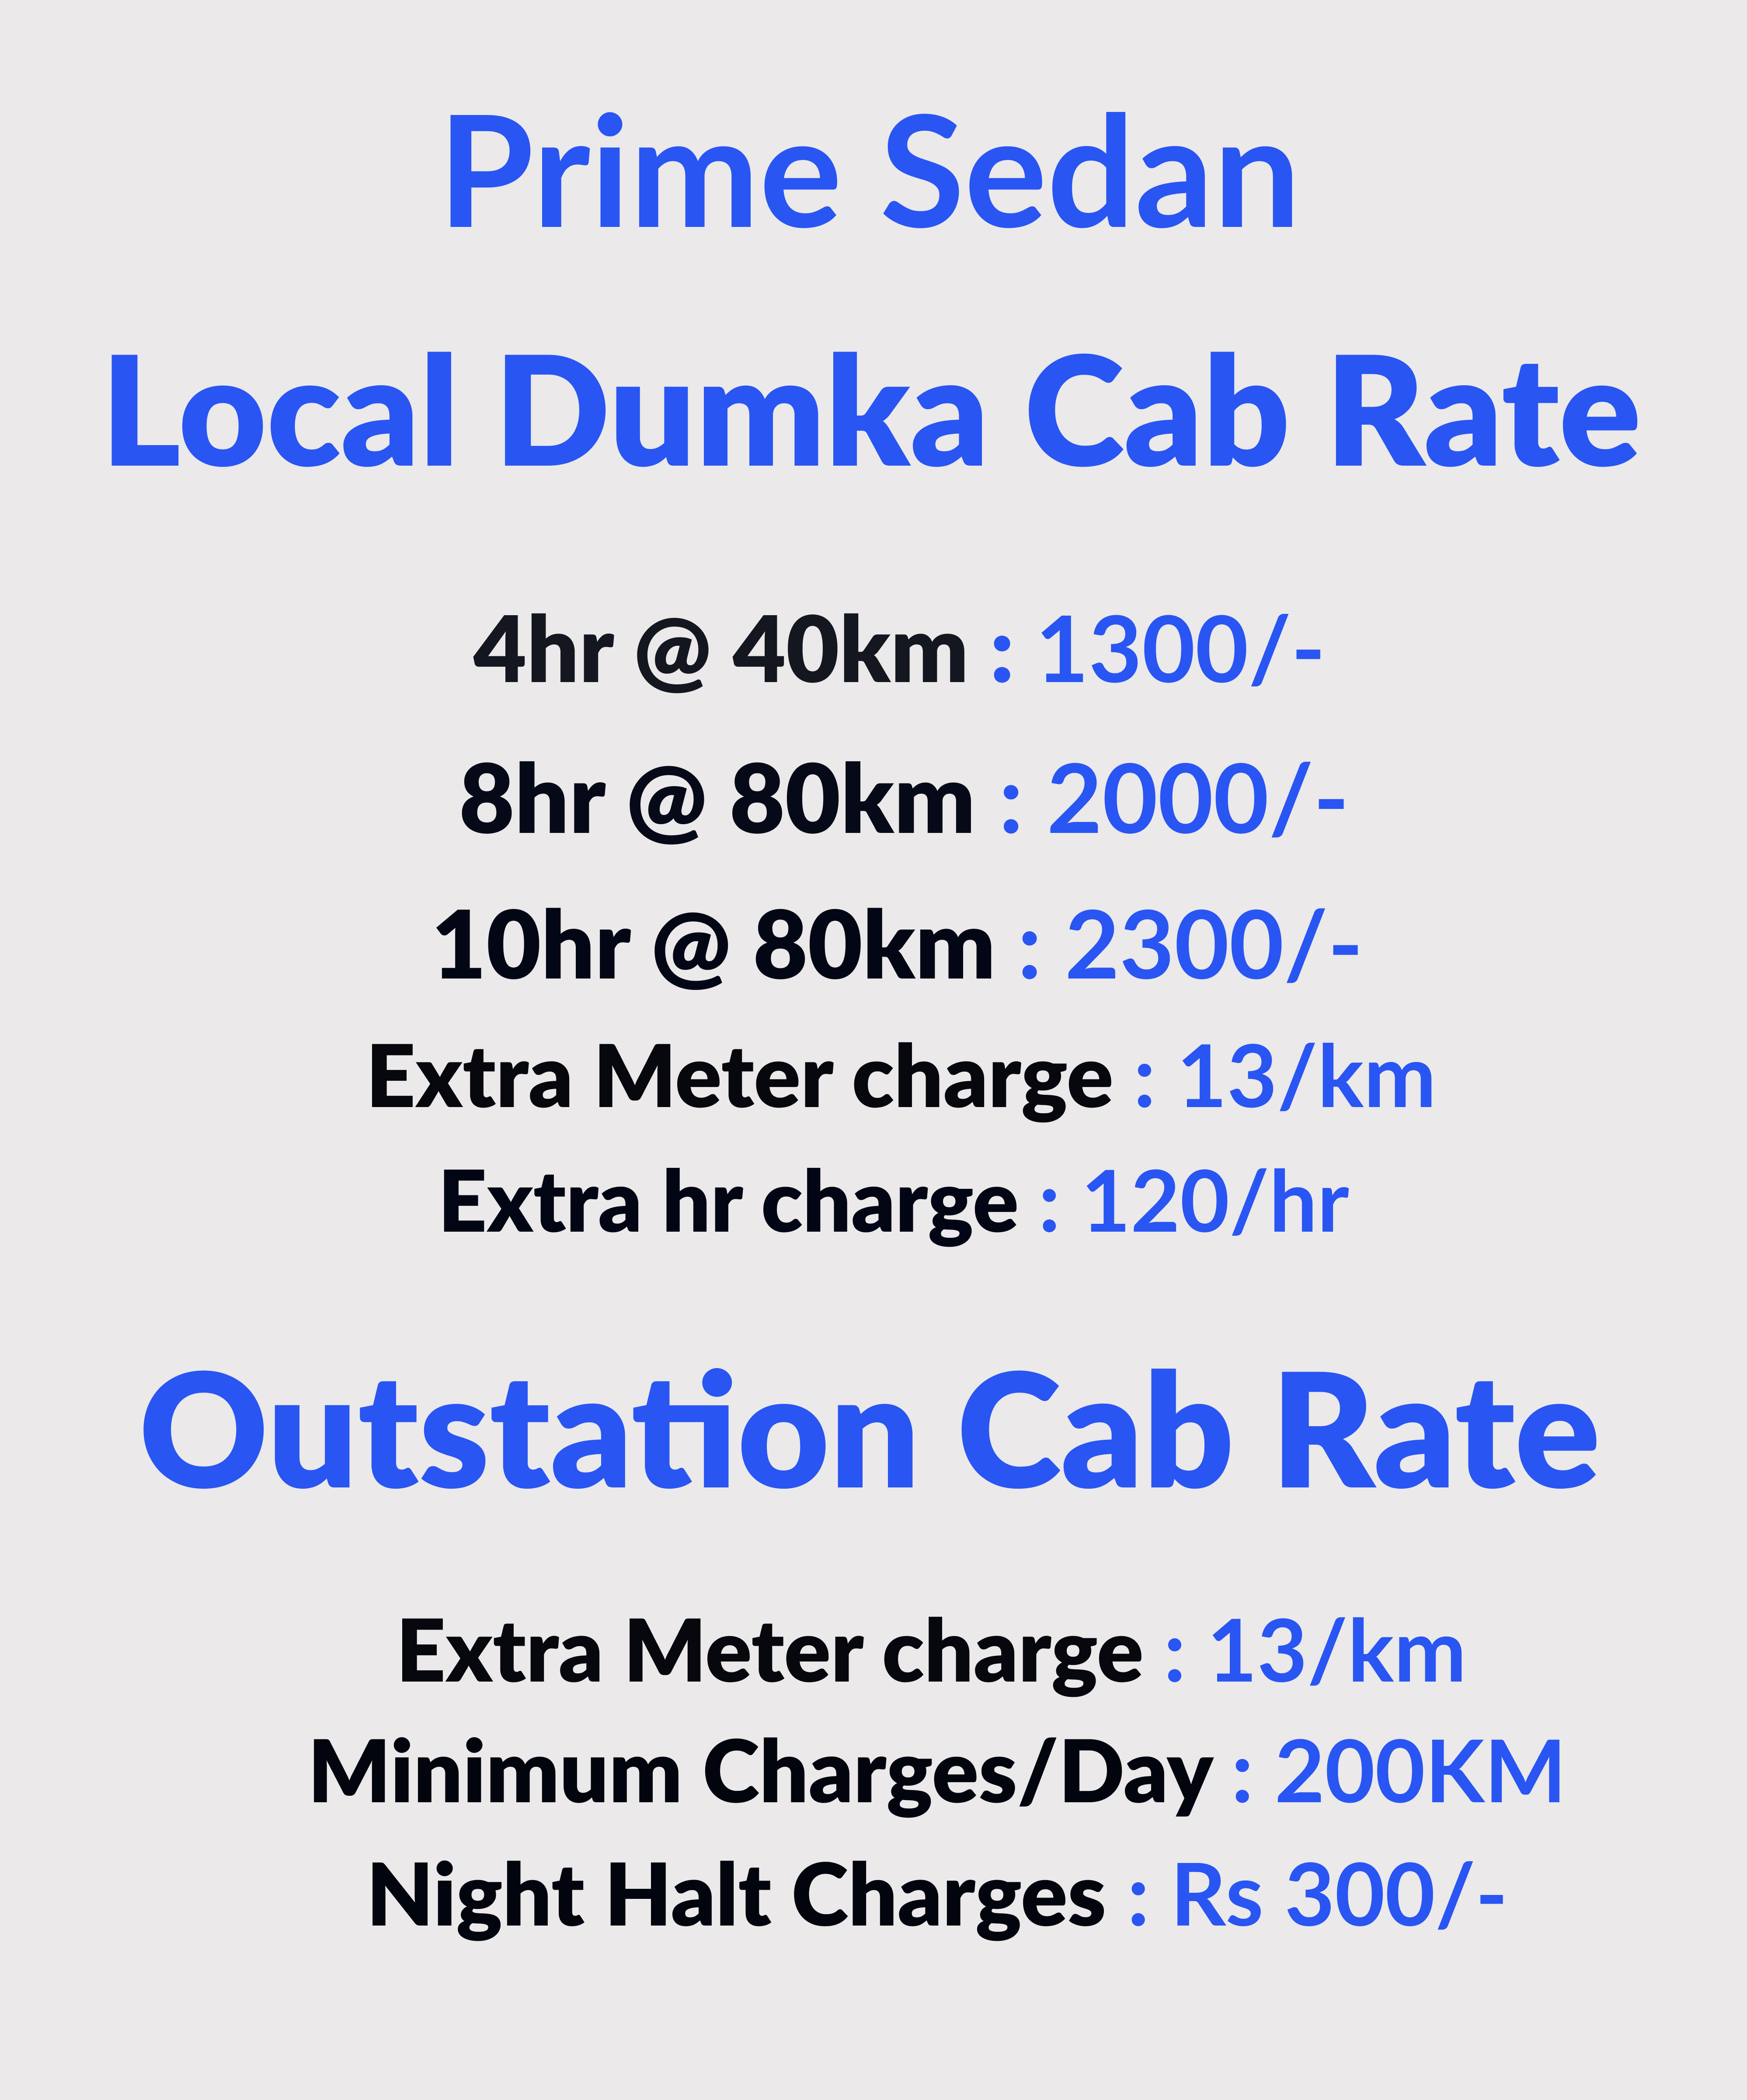 Prime Sedan
Local Dumka Cab Rate
4hr @ 40km : 1300/-
8hr @ 80km : 2000/-
10hr @ 80km : 2300/-
Extra Meter charge : 13/km
Extra hr charge : 120/hr
Outstation Cab Rate
Extra Meter charge : 13/km
Minimum Charges/Day : 200KM
Night Halt Charges : Rs 300/-